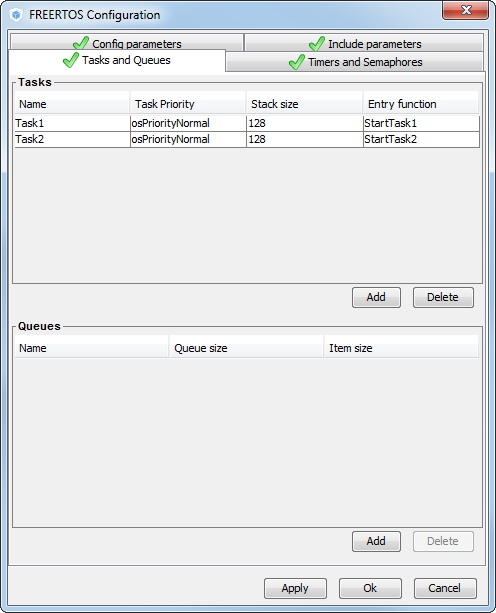 FREERTOS Configuration
Config parameters Include parameters
Tasks and Queues Timers and Semaphores
Tasks
Name Task Priority Stack size Entry function
Task1 osPriorityNormal 128 StartTask1
Task2 osPriorityNormal 128 StartTask2
Add Delete
Queues
Name Queue size Item size
Add Delete
Apply Ok Cancel